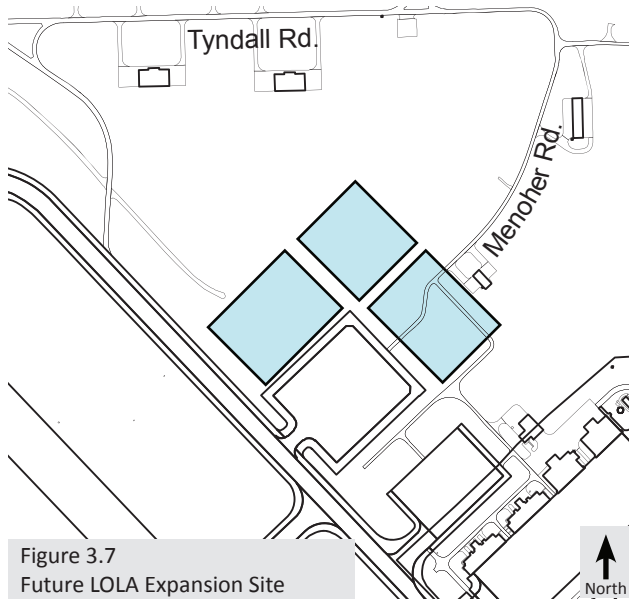 Tyndall Rd.
Menoher Rd.
Figure 3.7
Future LOLA Expansion Site
North